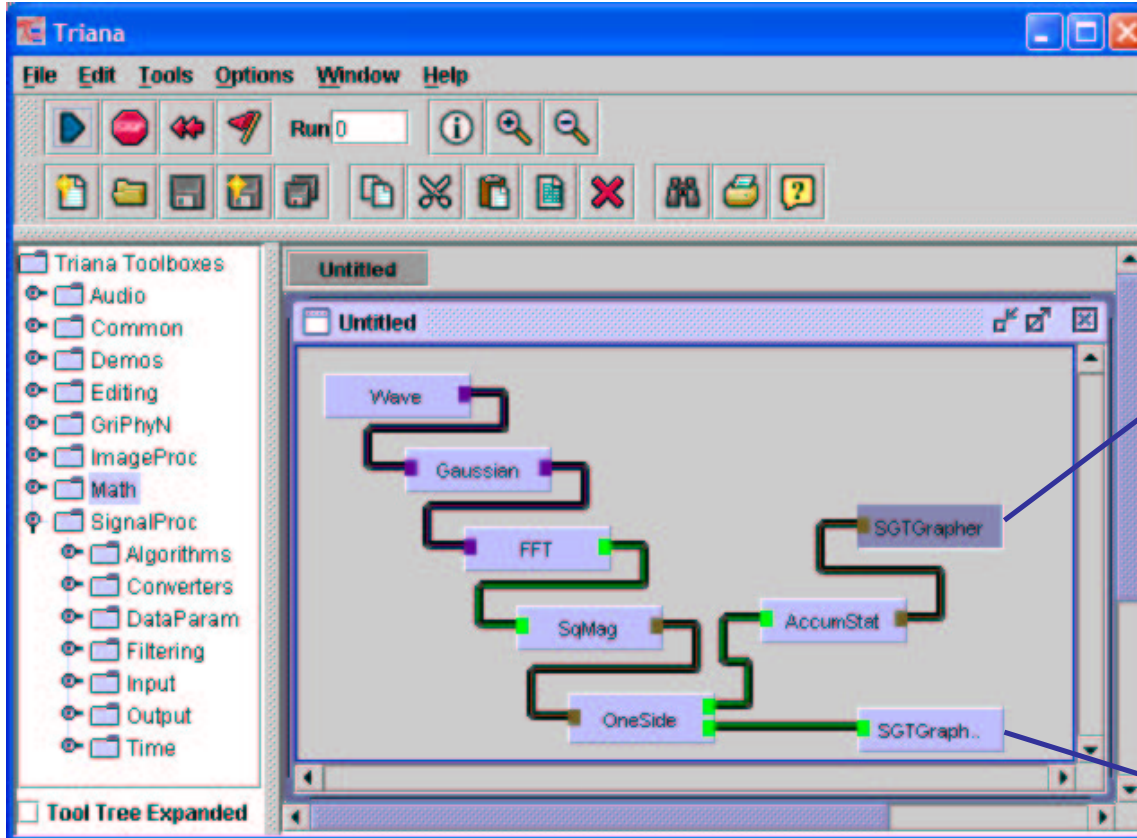 Triana
File Edit Tools Options Window Help
Run 0
STOP
?
Triana Toolboxes
Audio
Common
Demos
Editing
GriPhyN
ImageProc
Math
SignalProc
Algorithms
Converters
DataParam
Filtering
Input
Output
Time
Tool Tree Expanded
Untitled
Untitled
Wave
Gaussian
FFT
SqMag
OneSide
AccumStat
SGTGrapher
SGTGraph..